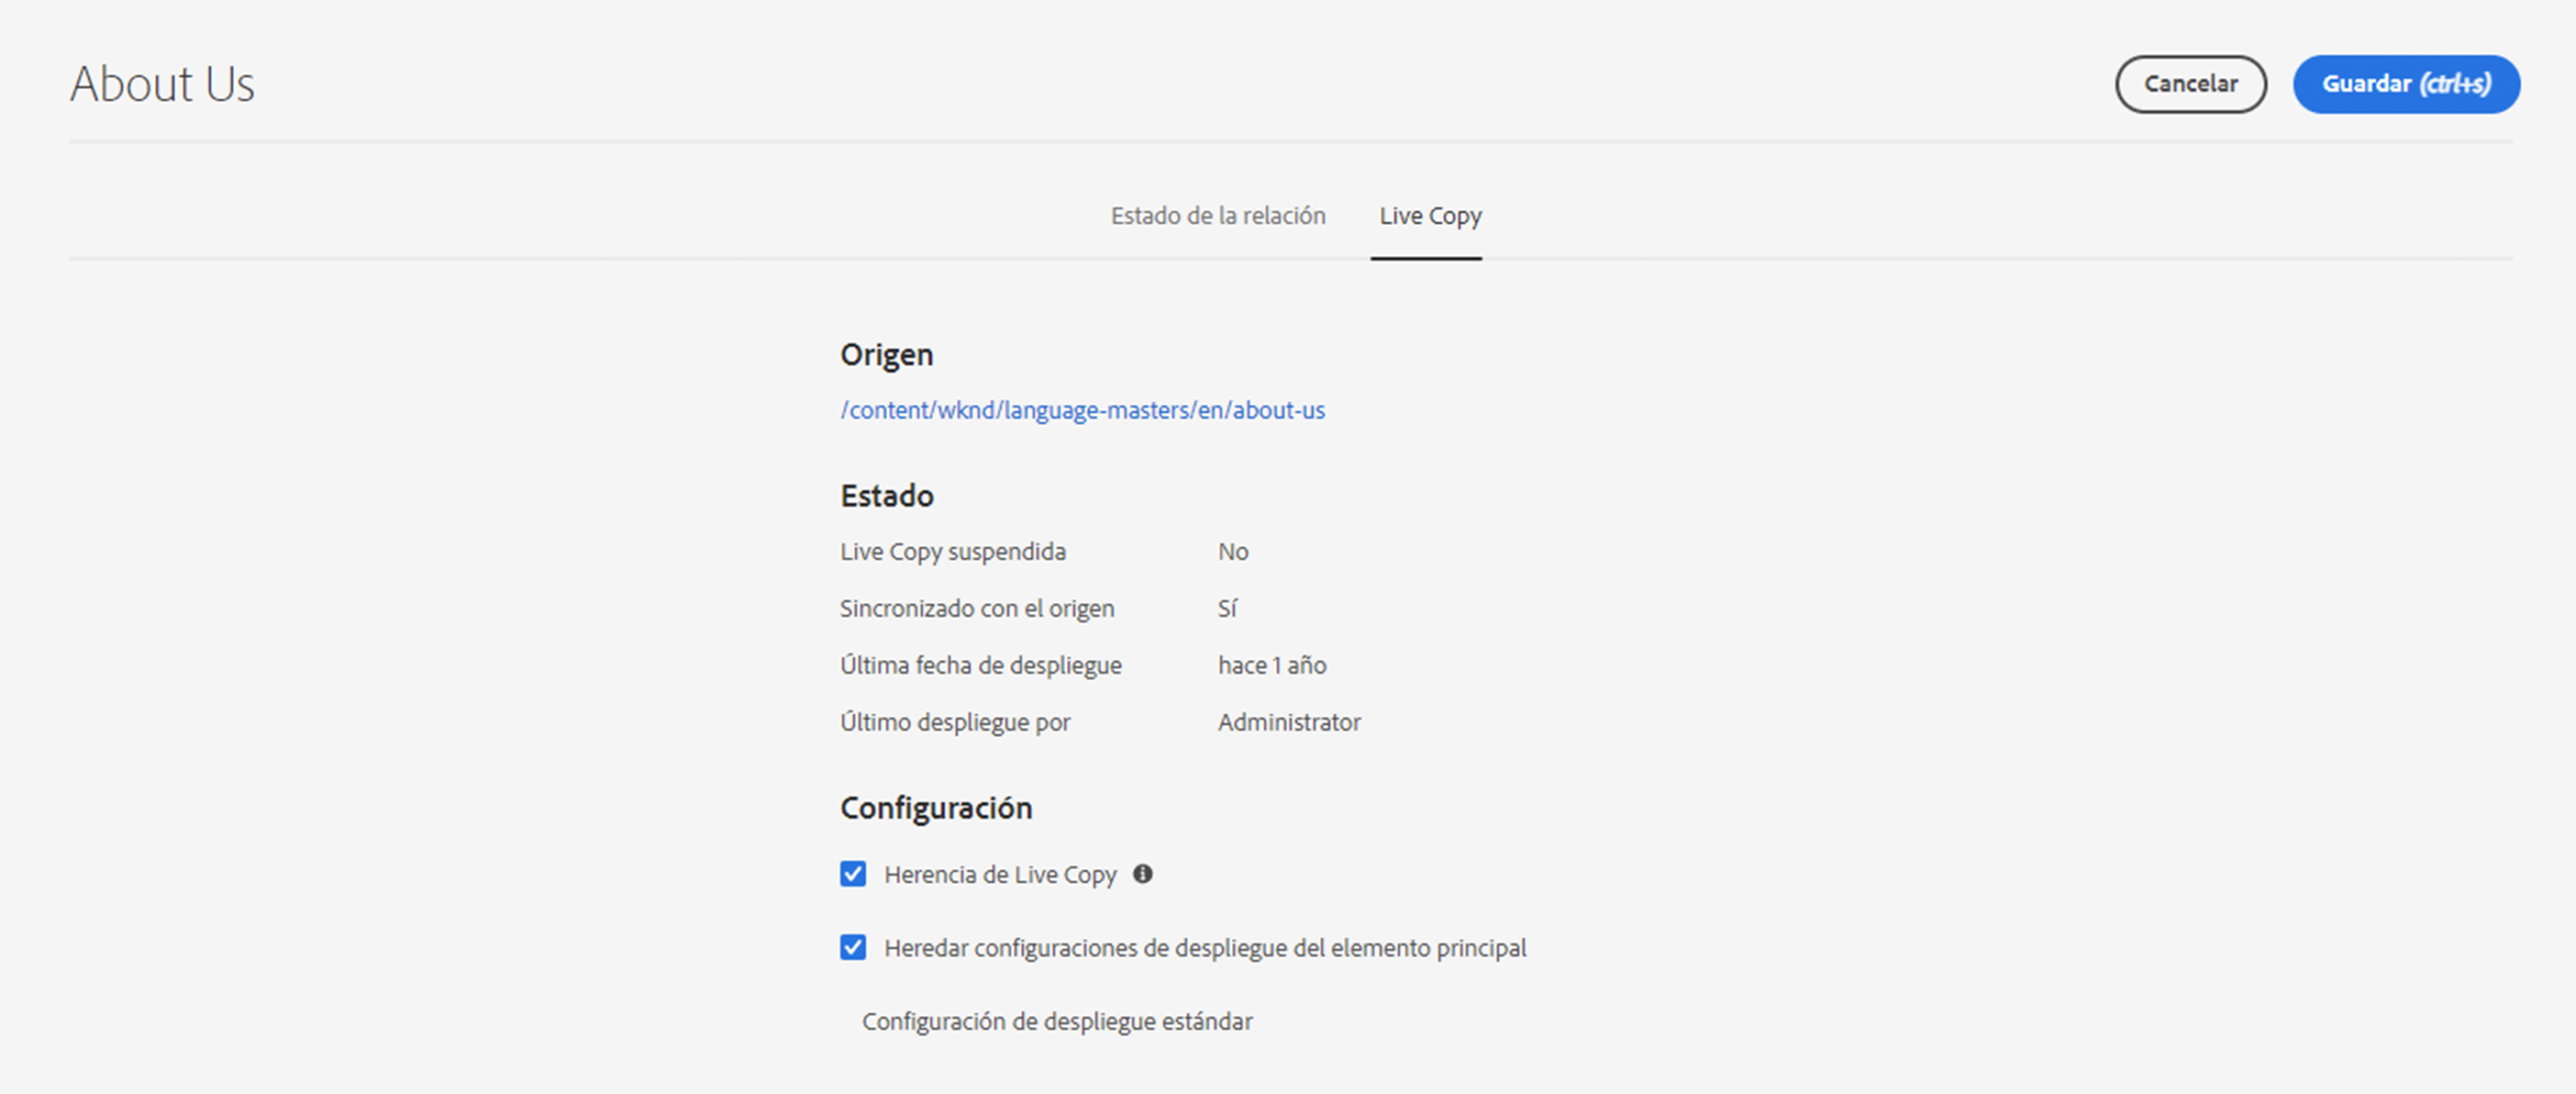 About Us
Cancelar
Guardar (ctrl+s)
Estado de la relación
Live Copy
Origen
/content/wknd/language-masters/en/about-us
Estado
Live Copy suspendida No
Sincronizado con el origen Sí
Última fecha de despliegue hace 1 año
Último despliegue por Administrator
Configuración
Herencia de Live Copy
Heredar configuraciones de despliegue del elemento principal
Configuración de despliegue estándar